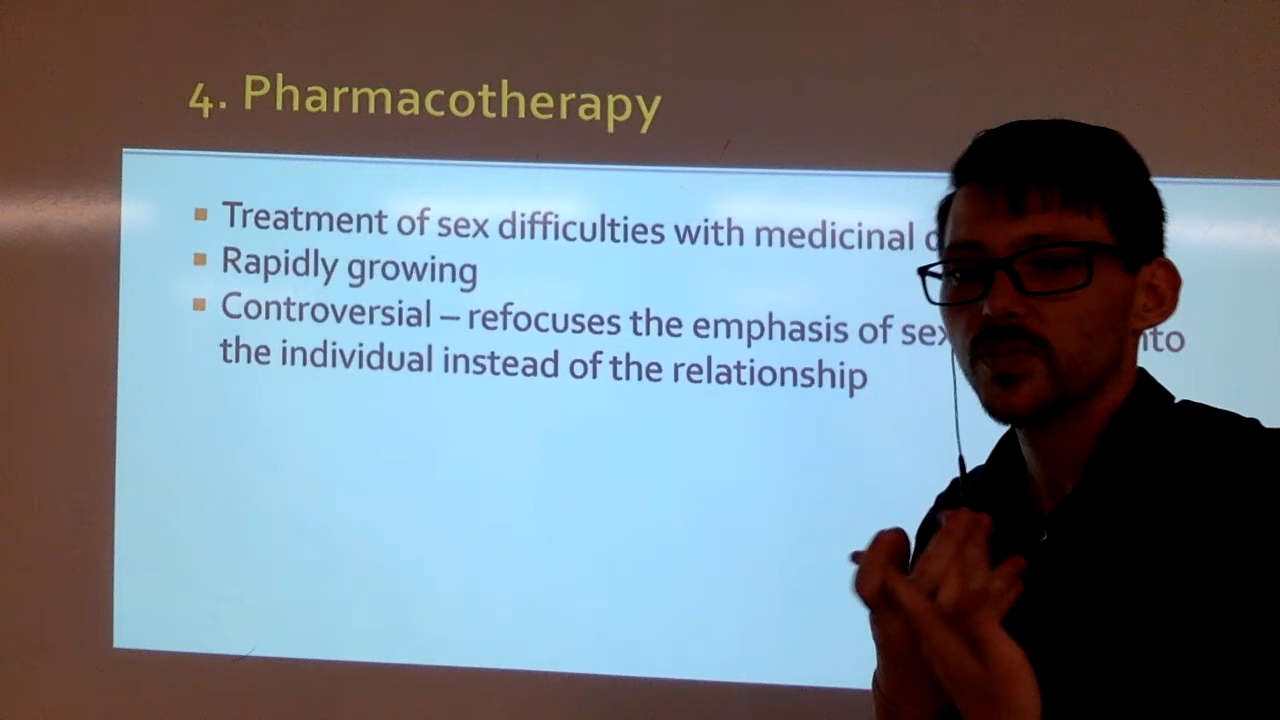 4. Pharmacotherapy
Treatment of sex difficulties with medicinal
Rapidly growing
Controversial – refocuses the emphasis of
the individual instead of the relationship